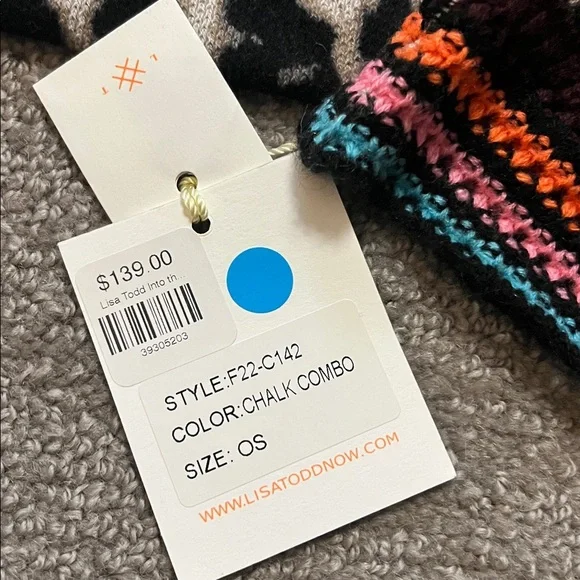 L # T
$139.00
Lisa Todd Into th...
39305203
STYLE:F22-C142
COLOR:CHALK COMBO
SIZE: OS
WWW.LISATODDNOW.COM